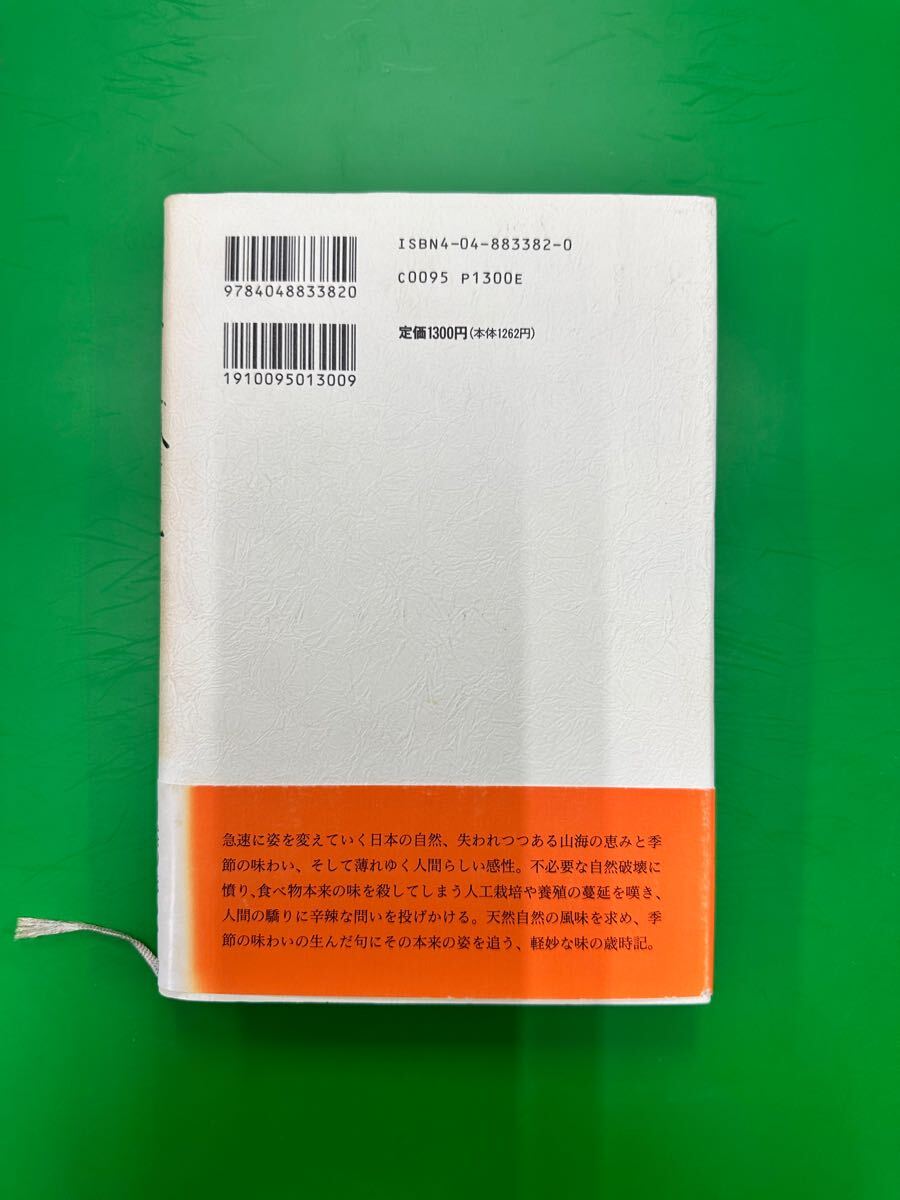 ISBN4-04-883382-0
9784048833820
C0095 P1300E
定価1300円(本体1262円)
1910095013009
急速に姿を変えていく日本の自然、失われつつある山海の恵みと季
節の味わい、そして薄れゆく人間らしい感性。不必要な自然破壊に
憤り、食べ物本来の味を殺してしまう人工栽培や養殖の蔓延を嘆き、
人間の驕りに辛辣な問いを投げかける。天然自然の風味を求め、季
節の味わいの生んだ句にその本来の姿を追う、軽妙な味の歳時記。